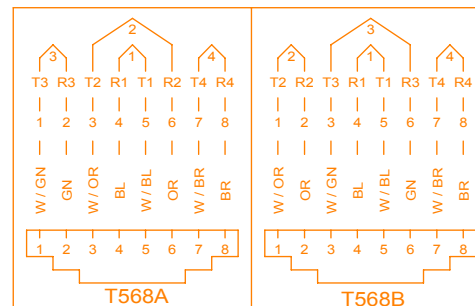 2 3
3 1 4 2 1 4
T3 R3 T2 R1 T1 R2 T4 R4 T2 R2 T3 R1 T1 R3 T4 R4
1 2 3 4 5 6 7 8 1 2 3 4 5 6 7 8
W / GN GN W / OR BL W / BL OR W / BR BR W / OR OR W / GN BL W / BL GN W / BR BR
1 2 3 4 5 6 7 8 1 2 3 4 5 6 7 8
T568A T568B